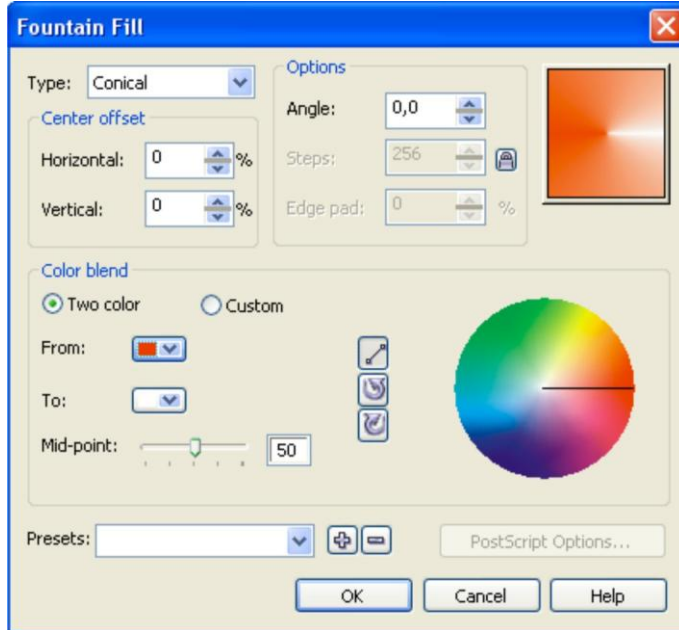 Fountain Fill
Type: Conical
Center offset
Horizontal: 0 %
Vertical: 0 %
Options
Angle: 0,0
Steps: 256
Edge pad: 0 %
Color blend
Two color Custom
From:
To:
Mid-point: 50
Presets:
PostScript Options...
OK Cancel Help